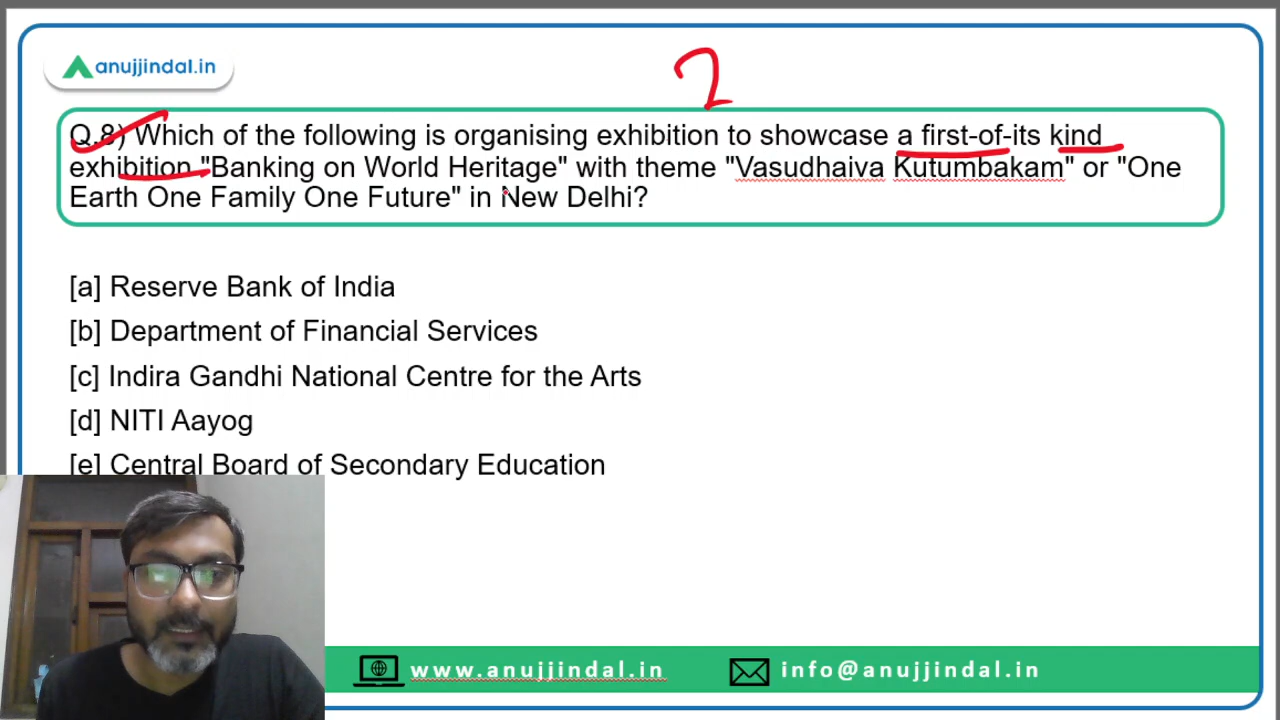 anujjindal.in
2
Q.8) Which of the following is organising exhibition to showcase a first-of-its kind
exhibition "Banking on World Heritage" with theme "Vasudhaiva Kutumbakam" or "One
Earth One Family One Future" in New Delhi?
[a] Reserve Bank of India
[b] Department of Financial Services
[c] Indira Gandhi National Centre for the Arts
[d] NITI Aayog
[e] Central Board of Secondary Education
www.anujjindal.in
info@anujjindal.in